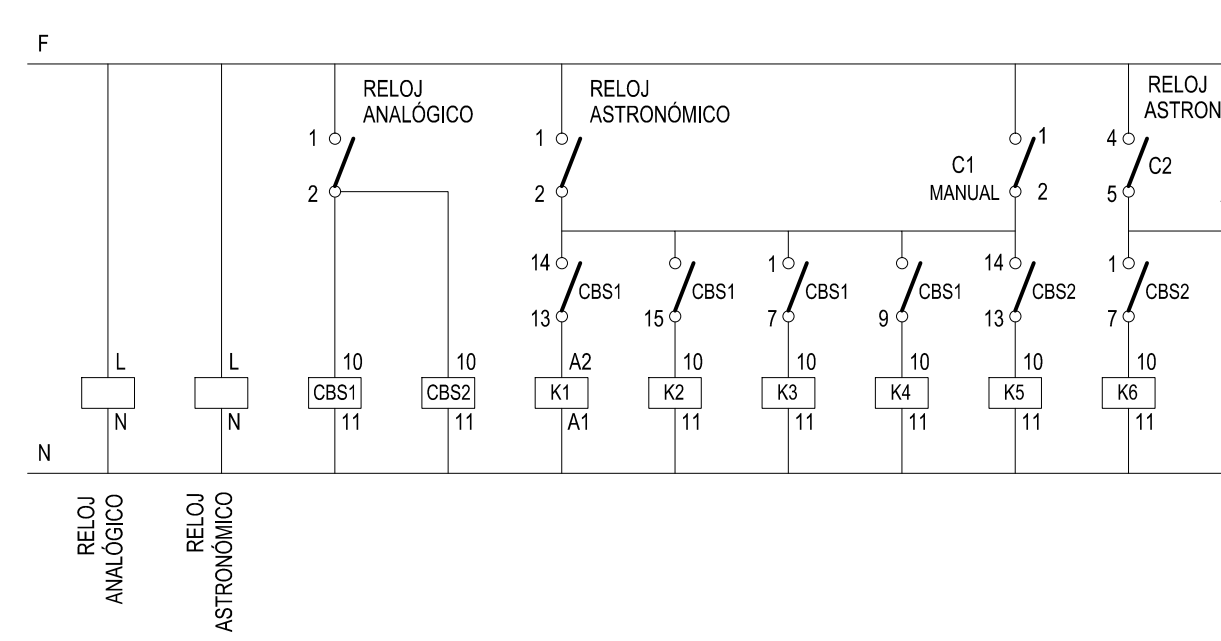 F
RELOJ
ANALÓGICO
RELOJ
ASTRONÓMICO
RELOJ
ASTRON
1
1
C1
MANUAL
1
4
C2
2
2
2
5
14
CBS1
CBS1
1
CBS1
CBS1
14
CBS2
1
CBS2
13
15
7
9
13
7
L
L
10
10
A2
10
10
10
10
10
CBS1
CBS2
K1
K2
K3
K4
K5
K6
N
N
11
11
A1
11
11
11
11
11
N
RELOJ
ANALÓGICO
RELOJ
ASTRONÓMICO